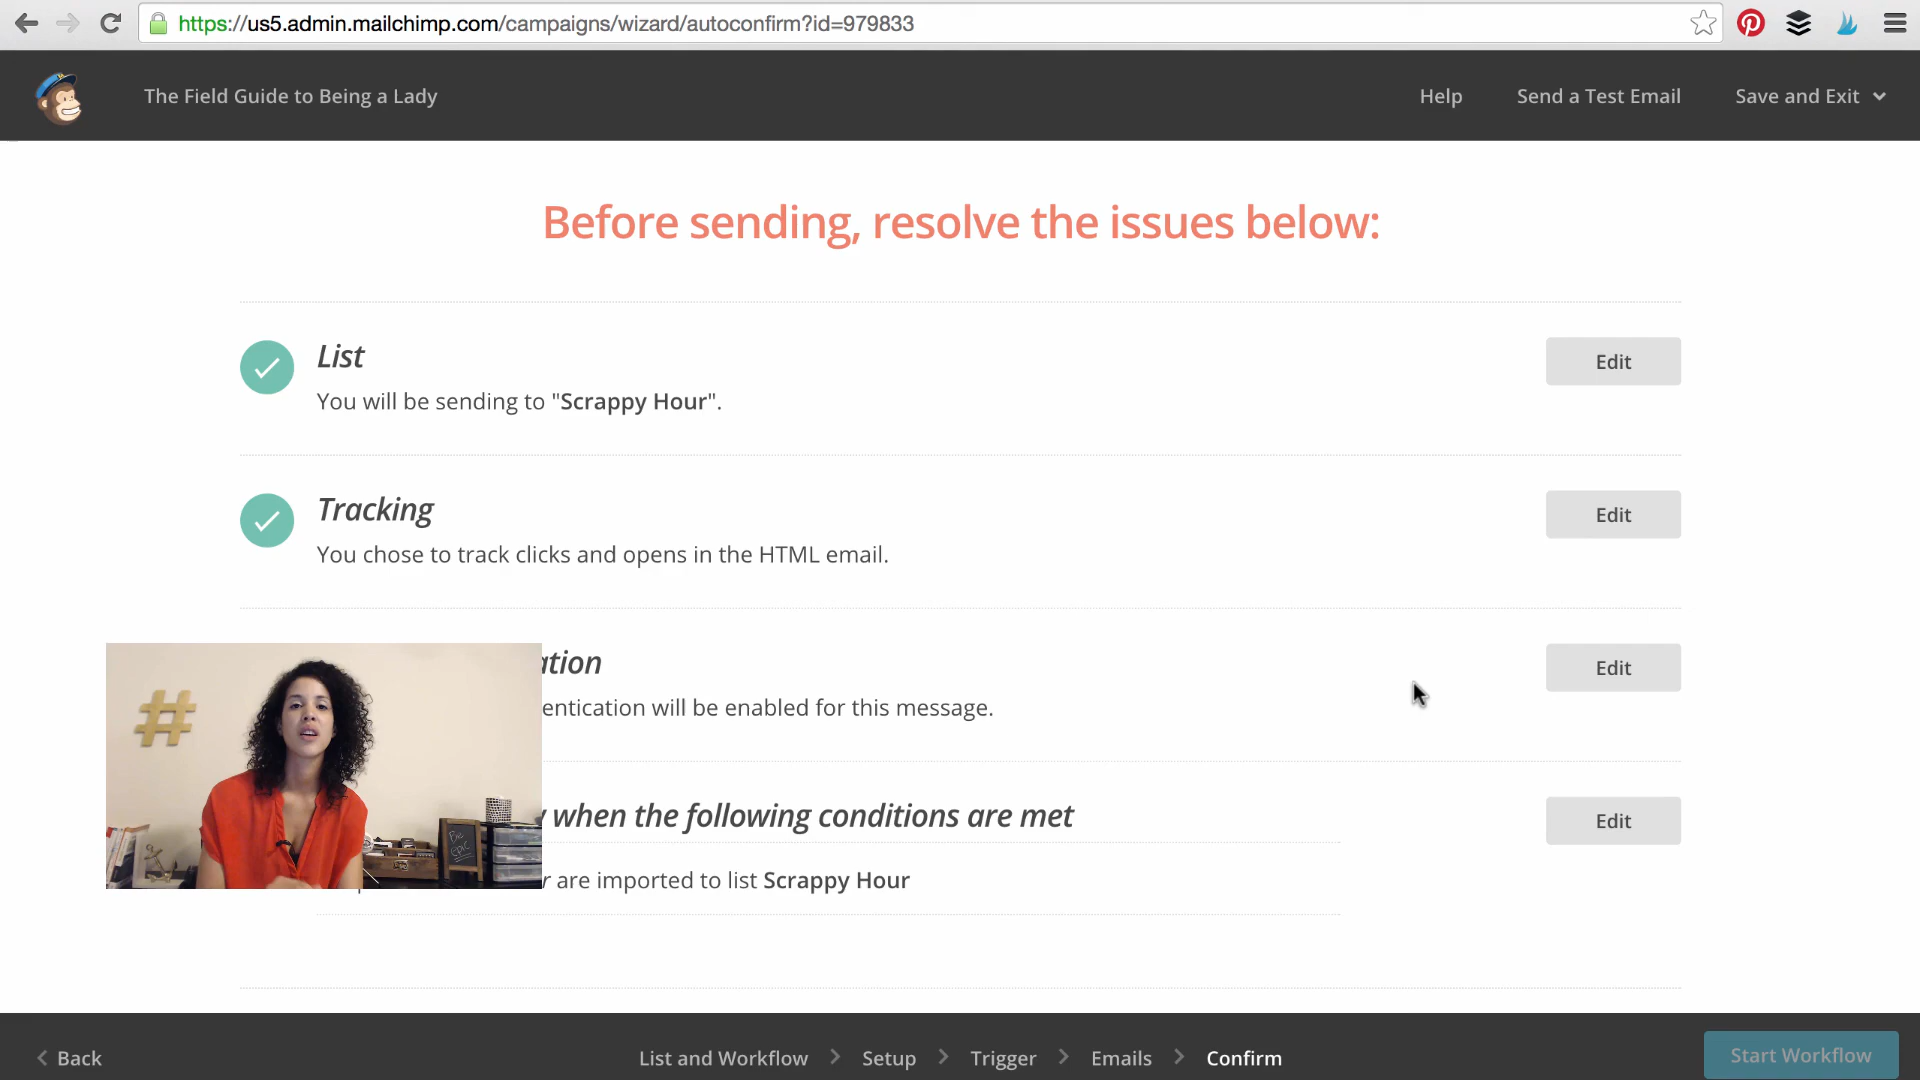 https://us5.admin.mailchimp.com/campaigns/wizard/autoconfirm?id=979833
The Field Guide to Being a Lady
Help
Send a Test Email
Save and Exit
Before sending, resolve the issues below:
List
Edit
You will be sending to "Scrappy Hour".
Tracking
Edit
You chose to track clicks and opens in the HTML email.
ation
Edit
entication will be enabled for this message.
#
when the following conditions are met
Edit
Be
EPIC
r are imported to list Scrappy Hour
Back
List and Workflow
Setup
Trigger
Emails
Confirm
Start Workflow